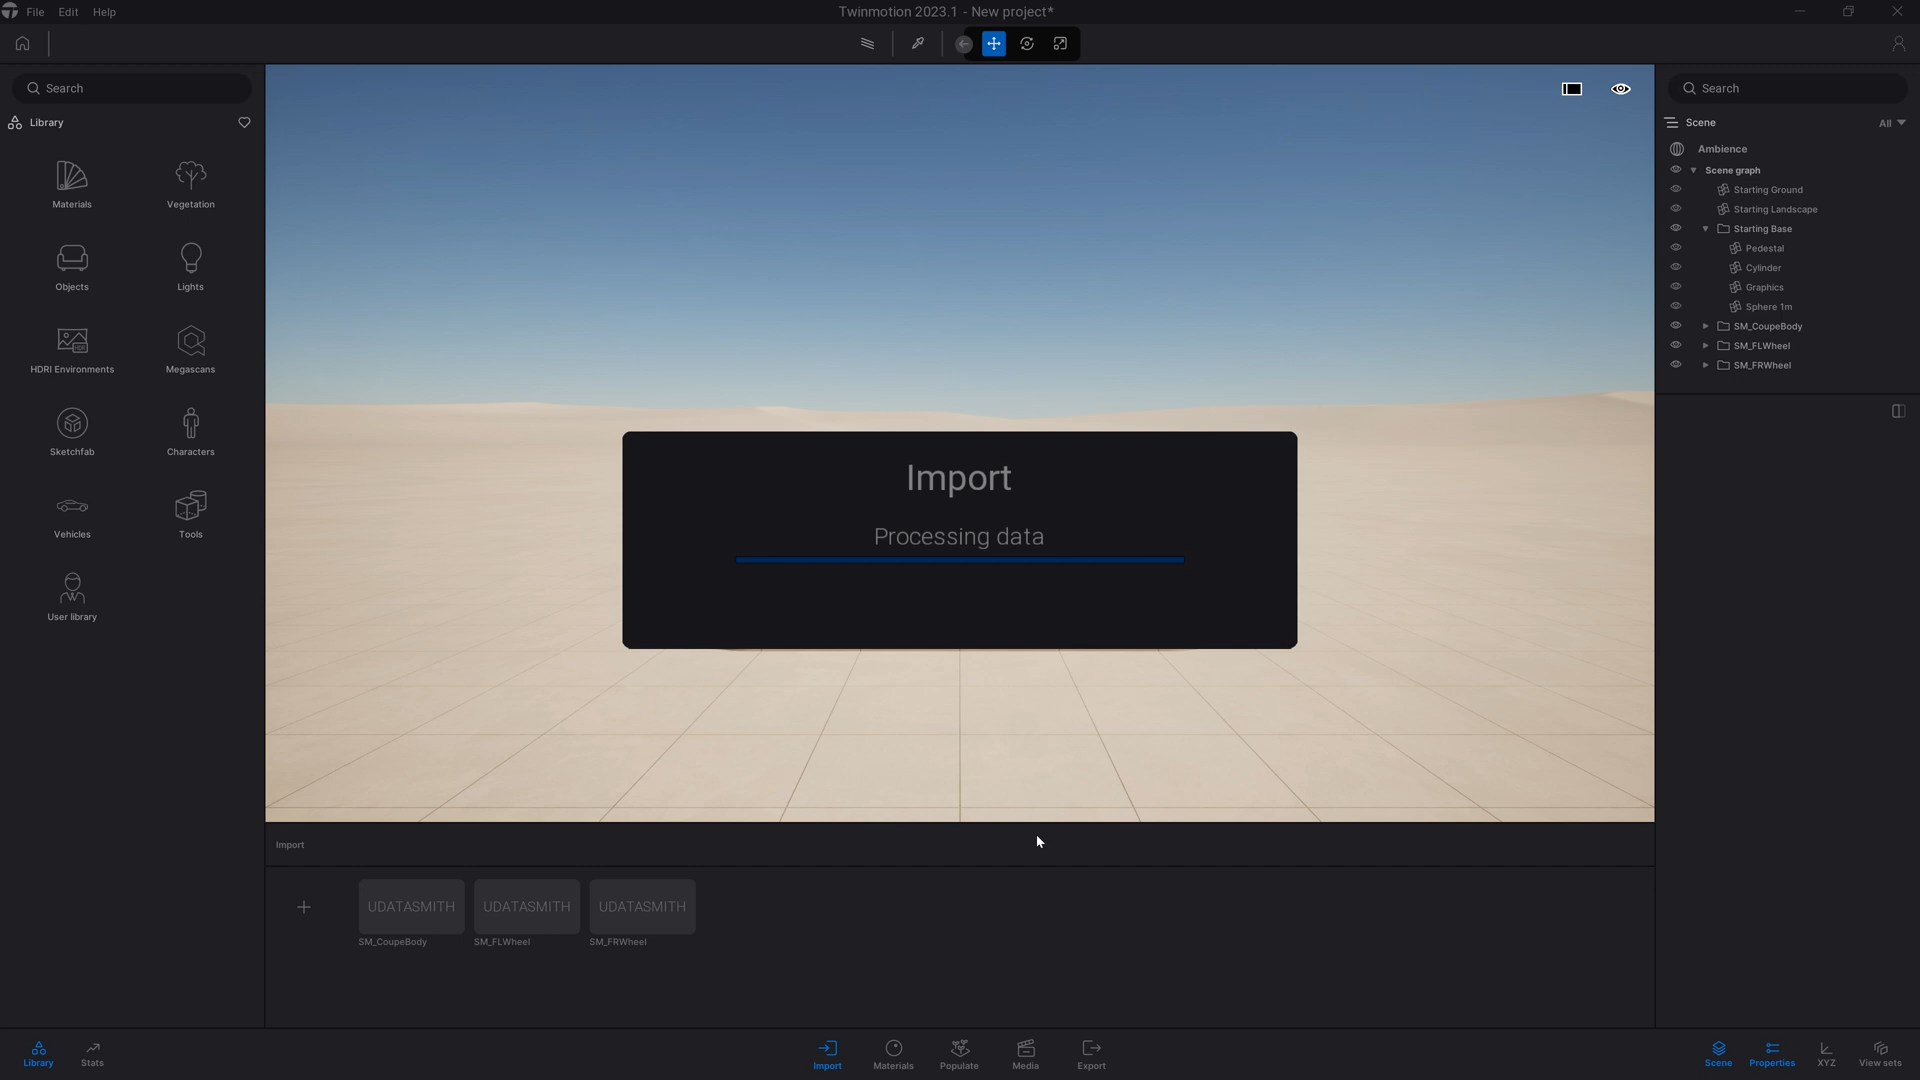 File Edit Help
Twinmotion 2023.1 - New project*
Search
Library
Materials
Vegetation
Objects
Lights
HDRI Environments
Megascans
Sketchfab
Characters
Vehicles
Tools
User library
Import
Processing data
Search
Scene
All
Ambience
Scene graph
Starting Ground
Starting Landscape
Starting Base
Pedestal
Cylinder
Graphics
Sphere 1m
SM_CoupeBody
SM_FLWheel
SM_FRWheel
Import
UDATASMITH
UDATASMITH
UDATASMITH
SM_CoupeBody
SM_FLWheel
SM_FRWheel
Library
Stats
Import
Materials
Populate
Media
Export
Scene
Properties
XYZ
View sets